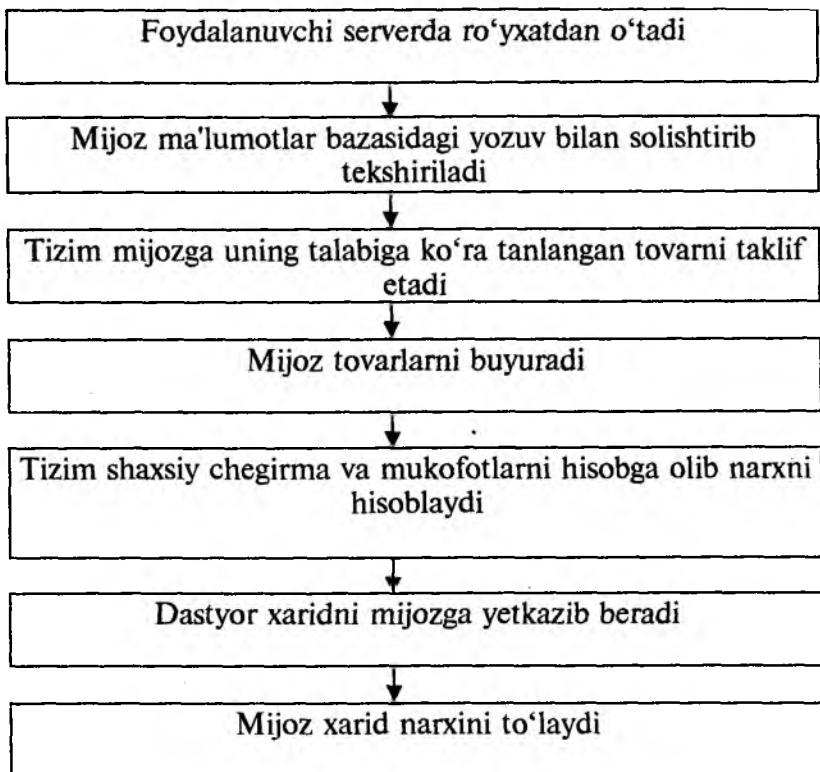 Foydalanuvchi serverda ro‘yxatdan o‘tadi
Mijoz ma'lumotlar bazasidagi yozuv bilan solishtirib
tekshiriladi
Tizim mijozga uning talabiga ko‘ra tanlangan tovarni taklif
etadi
Mijoz tovarlarni buyuradi
Tizim shaxsiy chegirma va mukofotlarni hisobga olib narxni
hisoblaydi
Dastyor xaridni mijozga yetkazib beradi
Mijoz xarid narxini to‘laydi